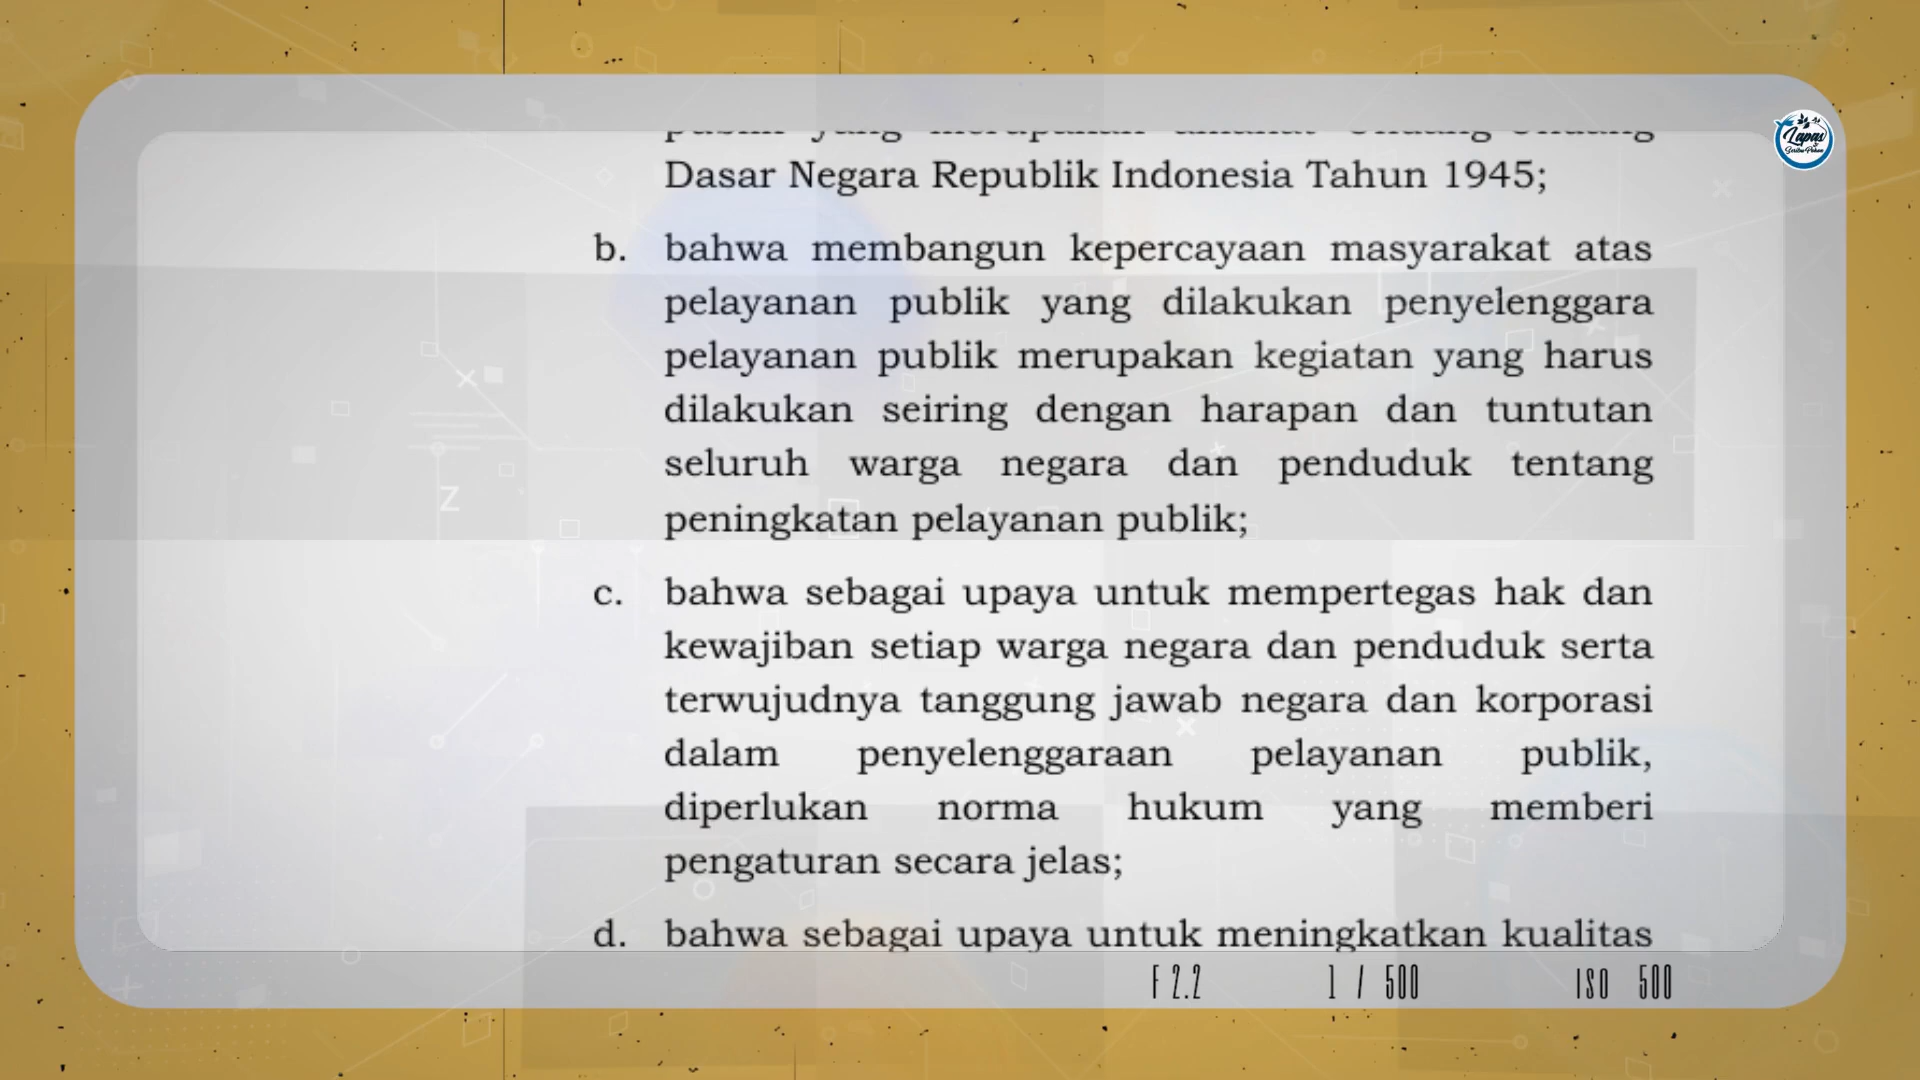 Dasar Negara Republik Indonesia Tahun 1945;
b. bahwa membangun kepercayaan masyarakat atas
pelayanan publik yang dilakukan penyelenggara
pelayanan publik merupakan kegiatan yang harus
dilakukan seiring dengan harapan dan tuntutan
seluruh warga negara dan penduduk tentang
peningkatan pelayanan publik;
c. bahwa sebagai upaya untuk mempertegas hak dan
kewajiban setiap warga negara dan penduduk serta
terwujudnya tanggung jawab negara dan korporasi
dalam penyelenggaraan pelayanan publik,
diperlukan norma hukum yang memberi
pengaturan secara jelas;
d. bahwa sebagai upaya untuk meningkatkan kualitas
F 2.2 1 / 500 ISO 500
Lapas
Z